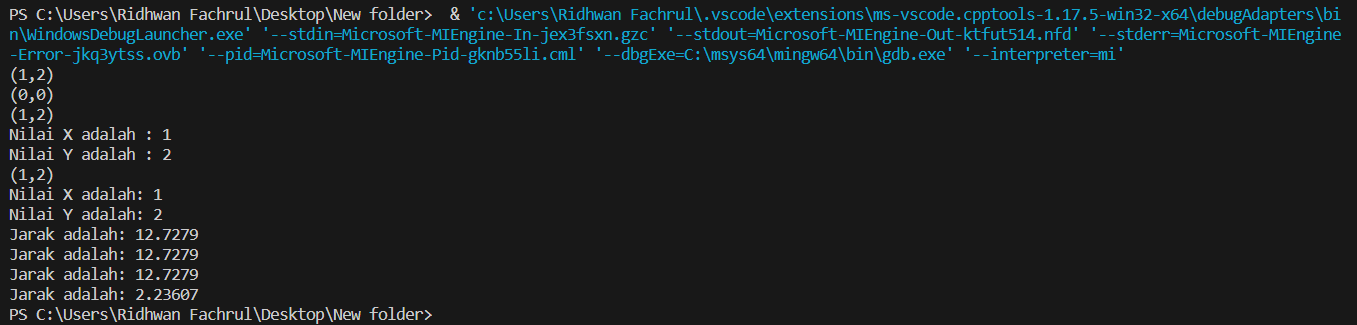 PS C:\Users\Ridhwan Fachrul\Desktop\New folder>  & 'c:\Users\Ridhwan Fachrul\.vscode\extensions\ms-vscode.cpptools-1.17.5-win32-x64\debugAdapters\bi
n\WindowsDebugLauncher.exe' '--stdin=Microsoft-MIEngine-In-jex3fsxn.gzc' '--stdout=Microsoft-MIEngine-Out-ktfut514.nfd' '--stderr=Microsoft-MIEngine
-Error-jkq3ytss.ovb' '--pid=Microsoft-MIEngine-Pid-gknb55li.cml' '--dbgExe=C:\msys64\mingw64\bin\gdb.exe' '--interpreter=mi'
(1,2)
(0,0)
(1,2)
Nilai X adalah : 1
Nilai Y adalah : 2
(1,2)
Nilai X adalah: 1
Nilai Y adalah: 2
Jarak adalah: 12.7279
Jarak adalah: 12.7279
Jarak adalah: 12.7279
Jarak adalah: 2.23607
PS C:\Users\Ridhwan Fachrul\Desktop\New folder>